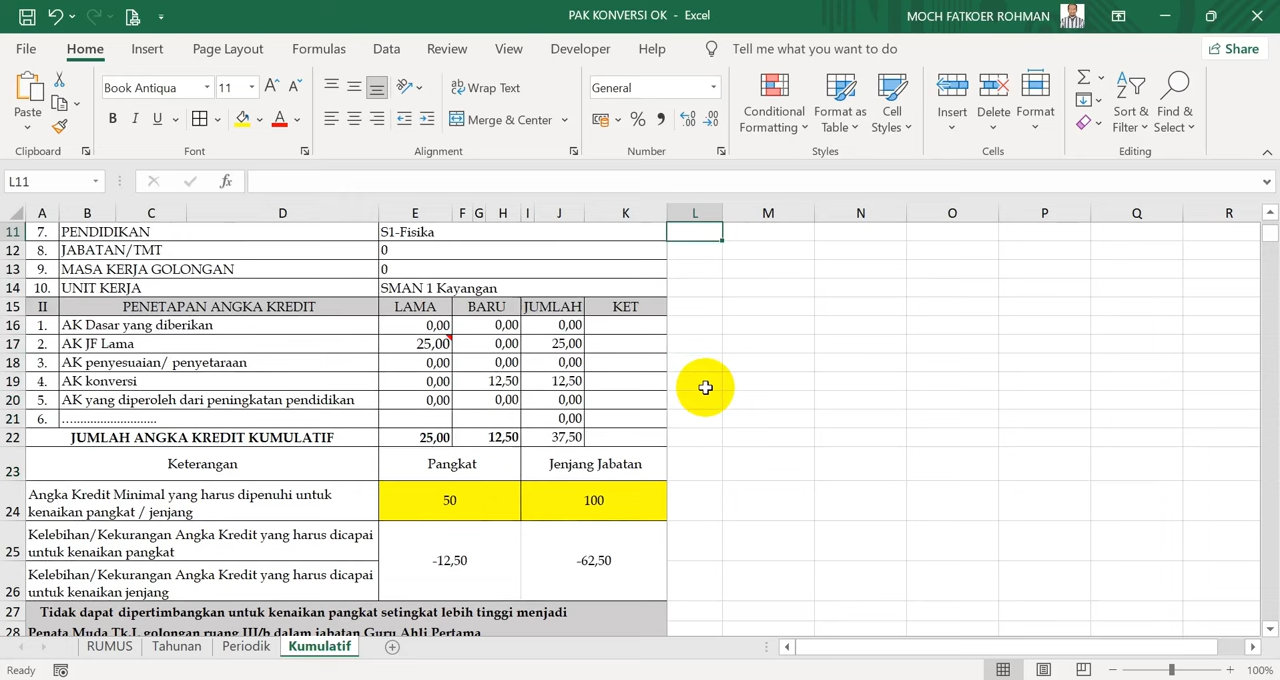 PAK KONVERSI OK - Excel
MOCH FATKOER ROHMAN
File Home Insert Page Layout Formulas Data Review View Developer Help Tell me what you want to do Share
Paste
Book Antiqua 11
Wrap Text
General
B I U
Merge & Center
% ,
Conditional Formatting
Format as Table
Cell Styles
Insert Delete Format
Sort & Filter
Find & Select
Clipboard Font Alignment Number Styles Cells Editing
L11 fx
A B C D E F G H I J K L M N O P Q R
11 7. PENDIDIKAN S1-Fisika
12 8. JABATAN/TMT 0
13 9. MASA KERJA GOLONGAN 0
14 10. UNIT KERJA SMAN 1 Kayangan
15 II PENETAPAN ANGKA KREDIT LAMA BARU JUMLAH KET
16 1. AK Dasar yang diberikan 0,00 0,00 0,00
17 2. AK JF Lama 25,00 0,00 25,00
18 3. AK penyesuaian/ penyetaraan 0,00 0,00 0,00
19 4. AK konversi 0,00 12,50 12,50
20 5. AK yang diperoleh dari peningkatan pendidikan 0,00 0,00 0,00
21 6. ............................ 0,00
22 JUMLAH ANGKA KREDIT KUMULATIF 25,00 12,50 37,50
23 Keterangan Pangkat Jenjang Jabatan
24 Angka Kredit Minimal yang harus dipenuhi untuk kenaikan pangkat / jenjang 50 100
25 Kelebihan/Kekurangan Angka Kredit yang harus dicapai untuk kenaikan pangkat -12,50 -62,50
26 Kelebihan/Kekurangan Angka Kredit yang harus dicapai untuk kenaikan jenjang
27 Tidak dapat dipertimbangkan untuk kenaikan pangkat setingkat lebih tinggi menjadi
28 Penata Muda Tk.I, golongan ruang III/b dalam jabatan Guru Ahli Pertama
RUMUS Tahunan Periodik Kumulatif
Ready 100%